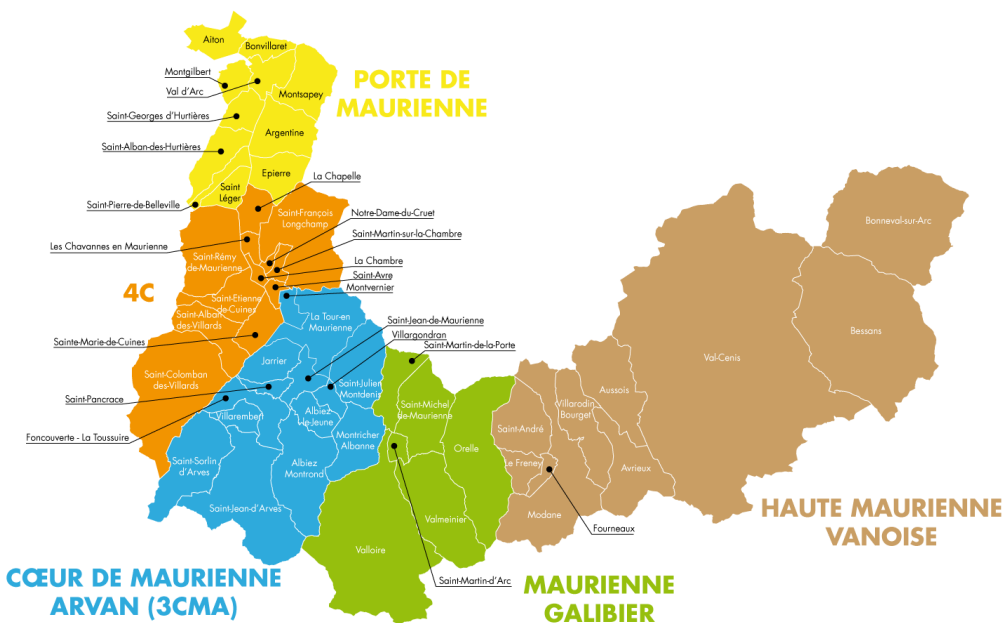 Aiton
Bonvillaret
Montgilbert
Val d'Arc
PORTE DE
MAURIENNE
Montsapey
Saint-Georges d'Hurtières
Argentine
Saint-Alban-des-Hurtières
Epierre
La Chapelle
Saint
Léger
Saint-Pierre-de-Belleville
Saint-François
Longchamp
Notre-Dame-du-Cruet
Bonneval-sur-Arc
Saint-Martin-sur-la-Chambre
Les Chavannes en Maurienne
Saint-Rémy
de-Maurienne
La Chambre
Saint-Avre
Montvernier
4C
Saint-Etienne
de-Cuines
Saint-Alban
des-Villards
La Tour-en
Maurienne
Saint-Jean-de-Maurienne
Villargondran
Saint-Martin-de-la-Porte
Bessans
Sainte-Marie-de-Cuines
Val-Cenis
Jarrier
Saint-Colomban
des-Villards
Saint-Julien
Montdenis
Aussois
Saint-Pancrace
Saint-Michel
de-Maurienne
Villarodin
Bourget
Villarembert
Albiez
-le-Jeune
Saint-André
Foncouverte - La Toussuire
Montricher
Albanne
Orelle
Saint-Sorlin
d'Arves
Albiez
Montrond
Le Freney
Avrieux
Saint-Jean-d'Arves
Valmeinier
Modane
Fourneaux
HAUTE MAURIENNE
VANOISE
Valloire
CŒUR DE MAURIENNE
ARVAN (3CMA)
Saint-Martin-d'Arc
MAURIENNE
GALIBIER